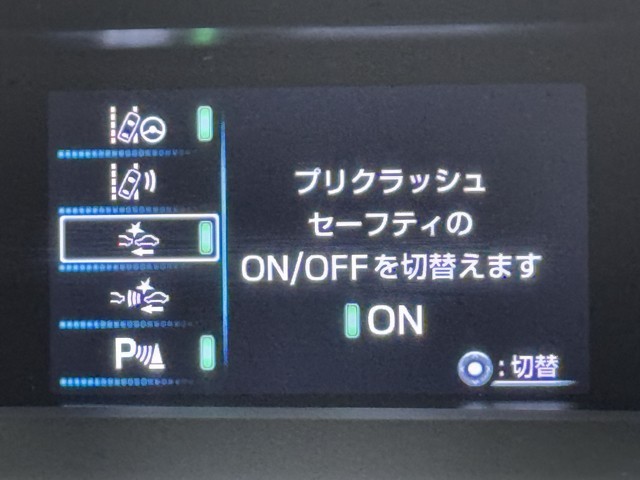 プリクラッシュ
セーフティの
ON/OFFを切替えます
ON
P
:切替